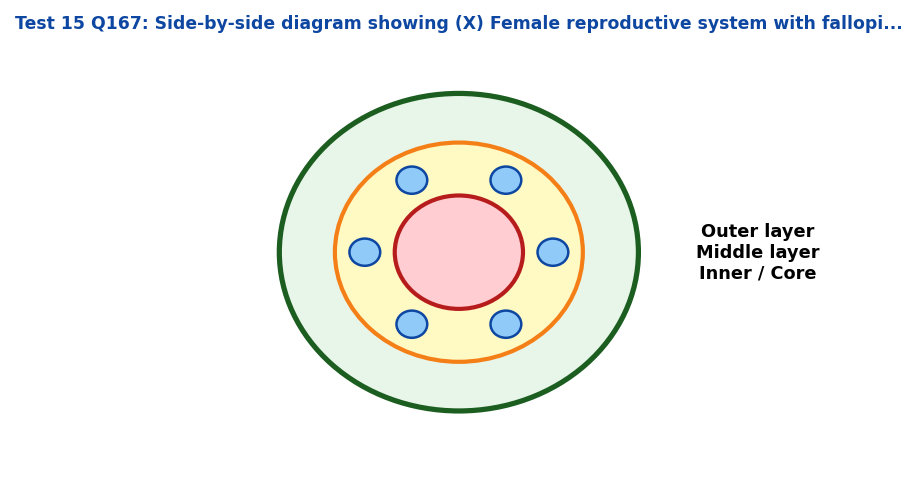 Test 15 Q167: Side-by-side diagram showing (X) Female reproductive system with fallopi...
Outer layer
Middle layer
Inner / Core